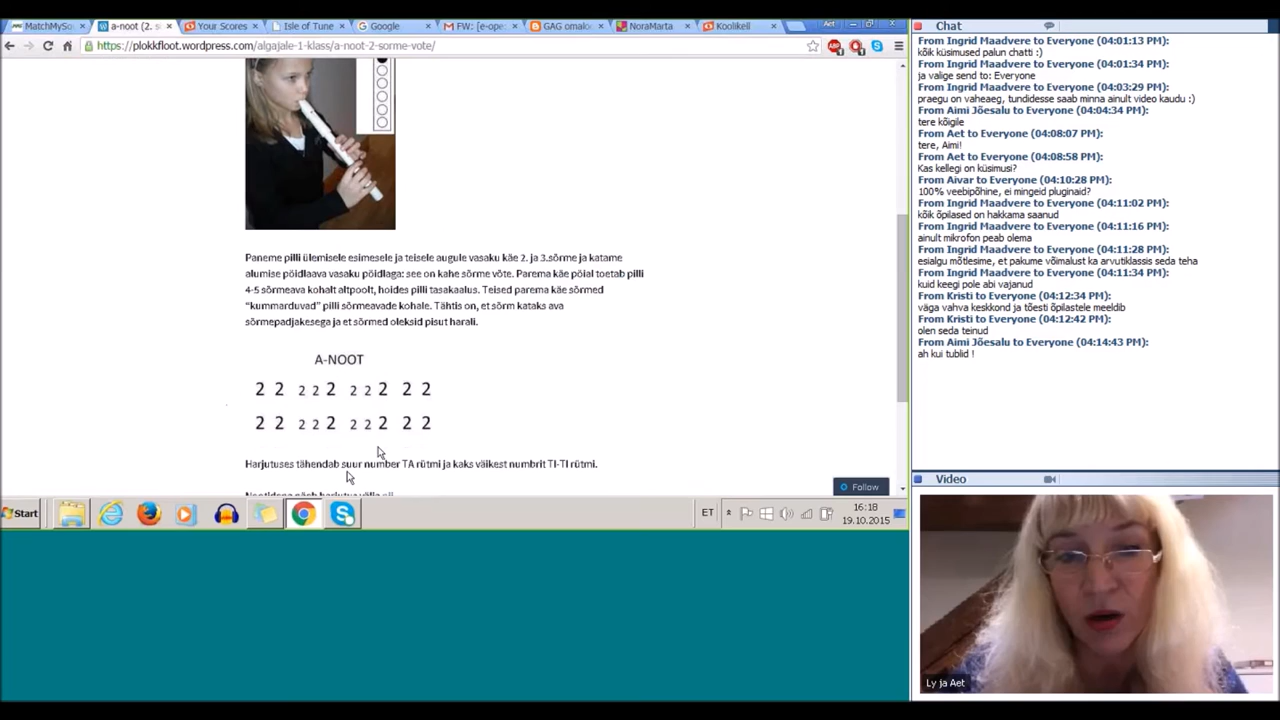 MatchMySo
a-noot (2. s
Your Scores
Isle of Tune
Google
FW: [e-ope
GAG omalo
NoraMarta
Koolikell
Aet
https://plokkfloot.wordpress.com/algajale-1-klass/a-noot-2-sorme-vote/
Paneme pilli ülemisele esimesele ja teisele augule vasaku käe 2. ja 3.sõrme ja katame
alumise pöidlaava vasaku pöidlaga: see on kahe sõrme võte. Parema käe pöial toetab pilli
4-5 sõrmeava kohalt altpoolt, hoides pilli tasakaalus. Teised parema käe sõrmed
“kummarduvad” pilli sõrmeavade kohale. Tähtis on, et sõrm kataks ava
sõrmepadjakesega ja et sõrmed oleksid pisut harali.
A-NOOT
2 2 2 2 2 2 2 2 2 2
2 2 2 2 2 2 2 2 2 2
Harjutuses tähendab suur number TA rütmi ja kaks väikest numbrit TI-TI rütmi.
Follow
Start
ET
16:18
19.10.2015
Chat
From Ingrid Maadvere to Everyone (04:01:13 PM):
kõik küsimused palun chatti :)
From Ingrid Maadvere to Everyone (04:01:34 PM):
ja valige send to: Everyone
From Ingrid Maadvere to Everyone (04:03:29 PM):
praegu on vaheaeg, tundidesse saab minna ainult video kaudu :)
From Aimi Jõesalu to Everyone (04:04:34 PM):
tere kõigile
From Aet to Everyone (04:08:07 PM):
tere, Aimi!
From Aet to Everyone (04:08:58 PM):
Kas kellegi on küsimusi?
From Aivar to Everyone (04:10:28 PM):
100% veebipõhine, ei mingeid pluginaid?
From Ingrid Maadvere to Everyone (04:11:02 PM):
kõik õpilased on hakkama saanud
From Ingrid Maadvere to Everyone (04:11:16 PM):
ainult mikrofon peab olema
From Ingrid Maadvere to Everyone (04:11:28 PM):
esialgu mõtlesime, et pakume võimalust ka arvutiklassis seda teha
From Ingrid Maadvere to Everyone (04:11:34 PM):
kuid keegi pole abi vajanud
From Kristi to Everyone (04:12:34 PM):
väga vahva keskkond ja tõesti õpilastele meeldib
From Kristi to Everyone (04:12:42 PM):
olen seda teinud
From Aimi Jõesalu to Everyone (04:14:43 PM):
ah kui tublid !
Video
Ly ja Aet